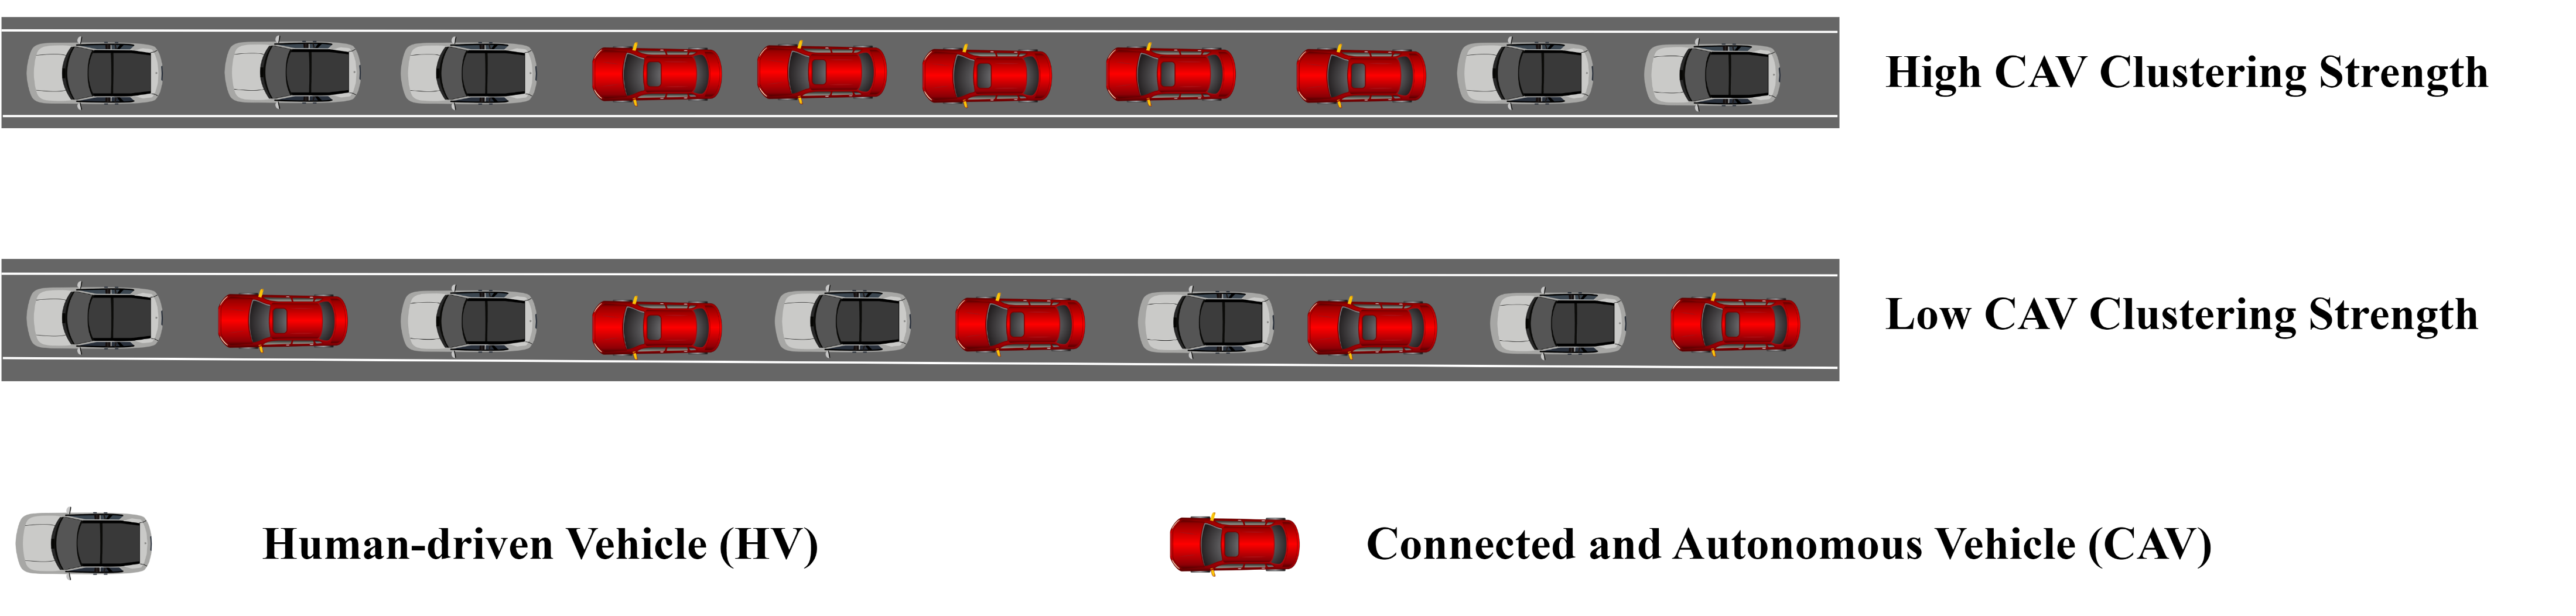 High CAV Clustering Strength
Low CAV Clustering Strength
Human-driven Vehicle (HV)
Connected and Autonomous Vehicle (CAV)